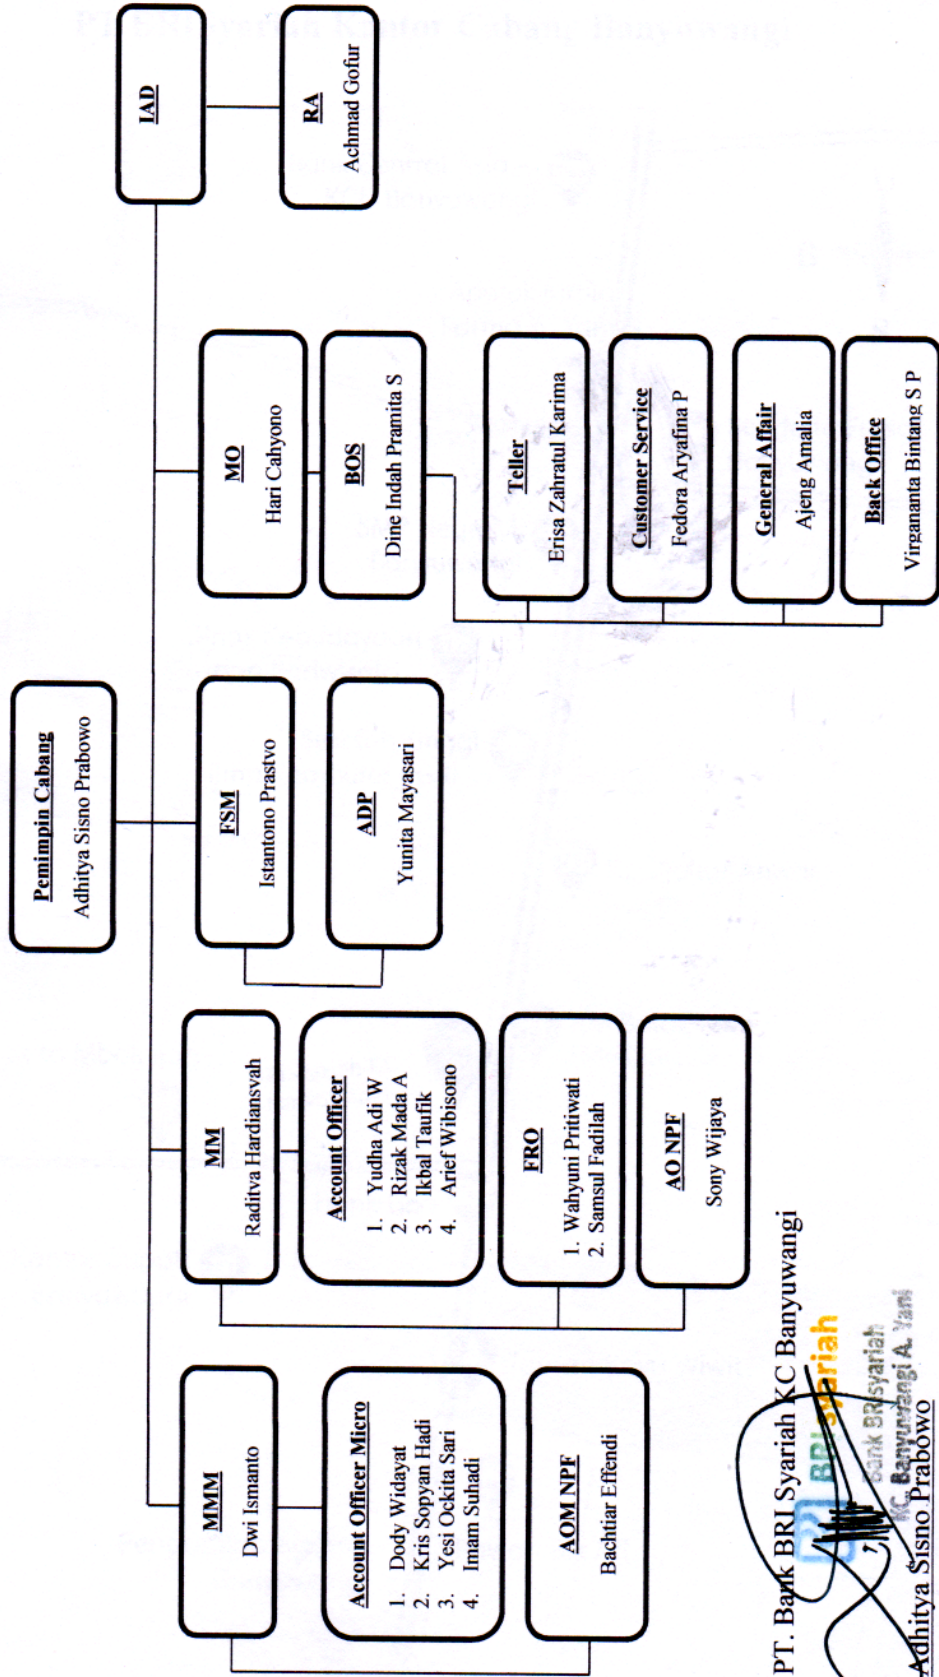 Pemimpin Cabang
Adhitya Sisno Prabowo
MMM
Dwi Ismanto
Account Officer Micro
1. Dody Widayat
2. Kris Sopyan Hadi
3. Yesi Ockita Sari
4. Imam Suhadi
AOM NPF
Bachtiar Effendi
MM
Raditva Hardiansvah
Account Officer
1. Yudha Adi W
2. Rizak Mada A
3. Ikbal Taufik
4. Arief Wibisono
FRO
1. Wahyuni Pritiwati
2. Samsul Fadilah
AO NPF
Sony Wijaya
FSM
Istantono Prastvo
ADP
Yunita Mayasari
MO
Hari Cahyono
BOS
Dine Indah Pramita S
Teller
Erisa Zahratul Karima
Customer Service
Fedora Aryafina P
General Affair
Ajeng Amalia
Back Office
Virgananta Bintang S P
IAD
RA
Achmad Gofur
PT. Bank BRI Syariah KC Banyuwangi
BRIsyariah
Bank BRIsyariah
KC. Banyuwangi A. Yani
Adhitya Sisno Prabowo